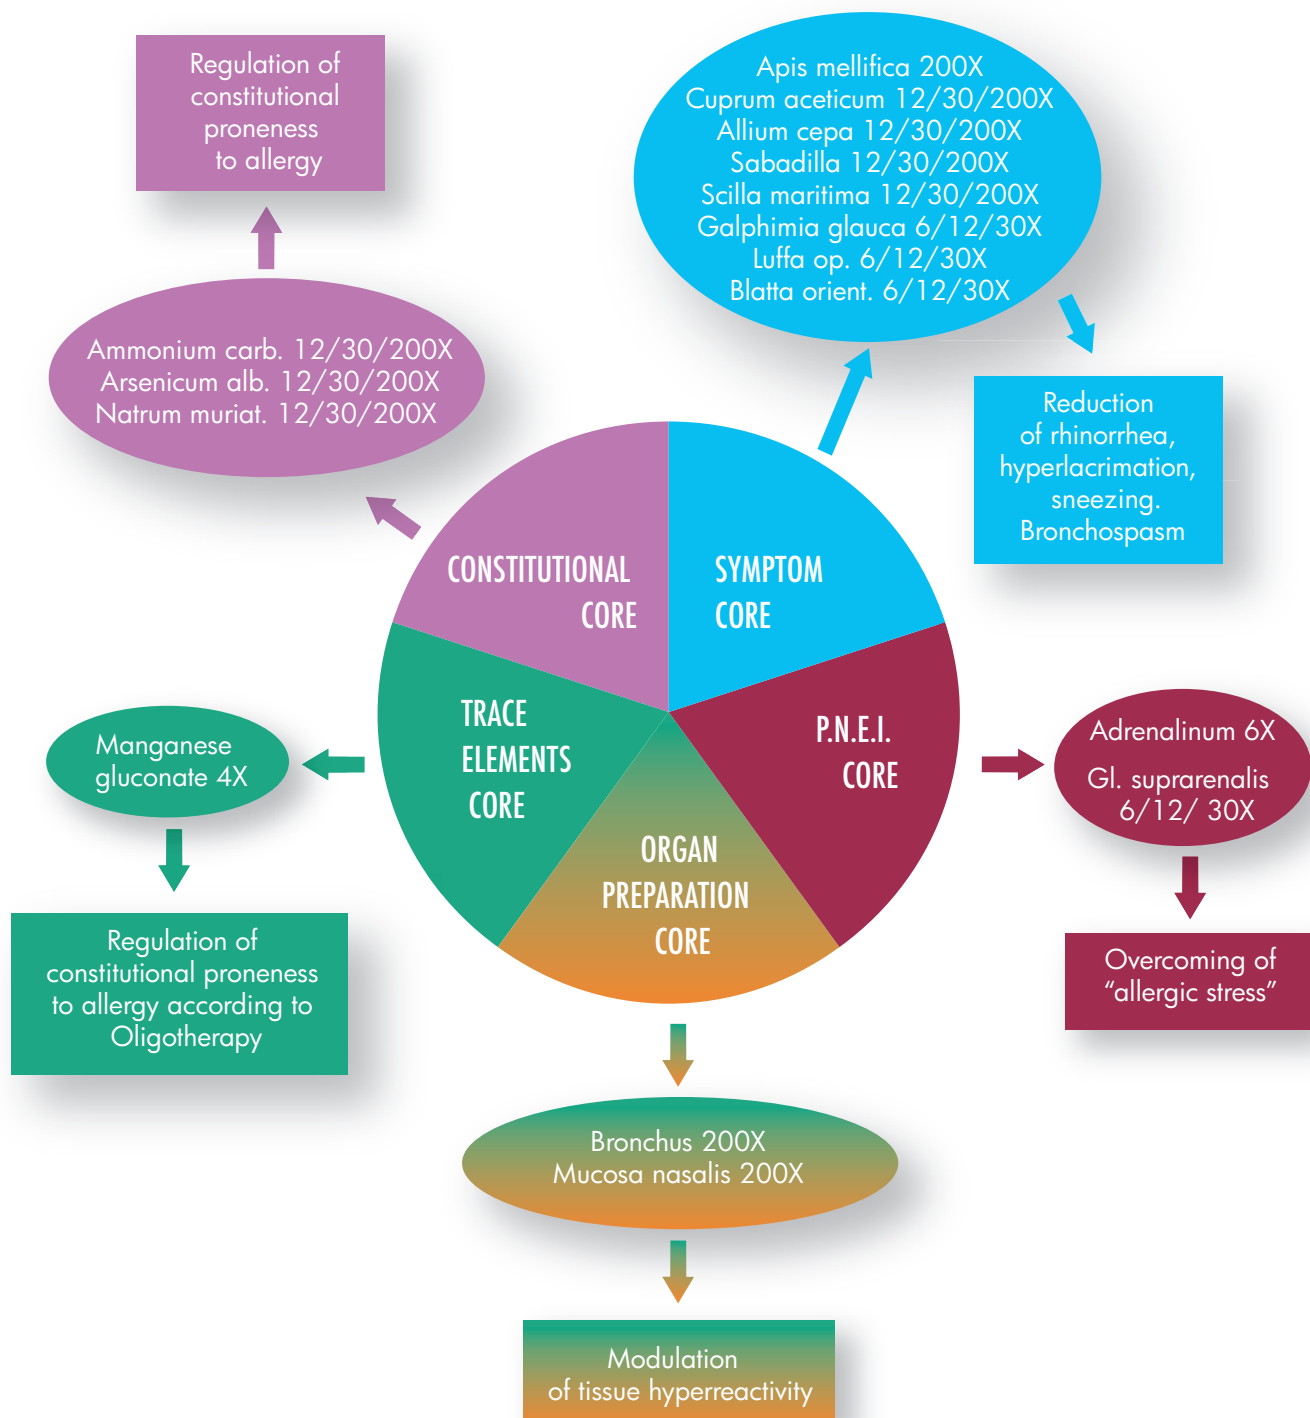 Regulation of
constitutional
proneness
to allergy
Apis mellifica 200X
Cuprum aceticum 12/30/200X
Allium cepa 12/30/200X
Sabadilla 12/30/200X
Scilla maritima 12/30/200X
Galphimia glauca 6/12/30X
Luffa op. 6/12/30X
Blatta orient. 6/12/30X
Ammonium carb. 12/30/200X
Arsenicum alb. 12/30/200X
Natrum muriat. 12/30/200X
Reduction
of rhinorrhea,
hyperlacrimation,
sneezing.
Bronchospasm
CONSTITUTIONAL
CORE
SYMPTOM
CORE
TRACE
ELEMENTS
CORE
P.N.E.I.
CORE
ORGAN
PREPARATION
CORE
Manganese
gluconate 4X
Adrenalinum 6X
Gl. suprarenalis
6/12/ 30X
Regulation of
constitutional proneness
to allergy according to
Oligotherapy
Overcoming of
“allergic stress”
Bronchus 200X
Mucosa nasalis 200X
Modulation
of tissue hyperreactivity